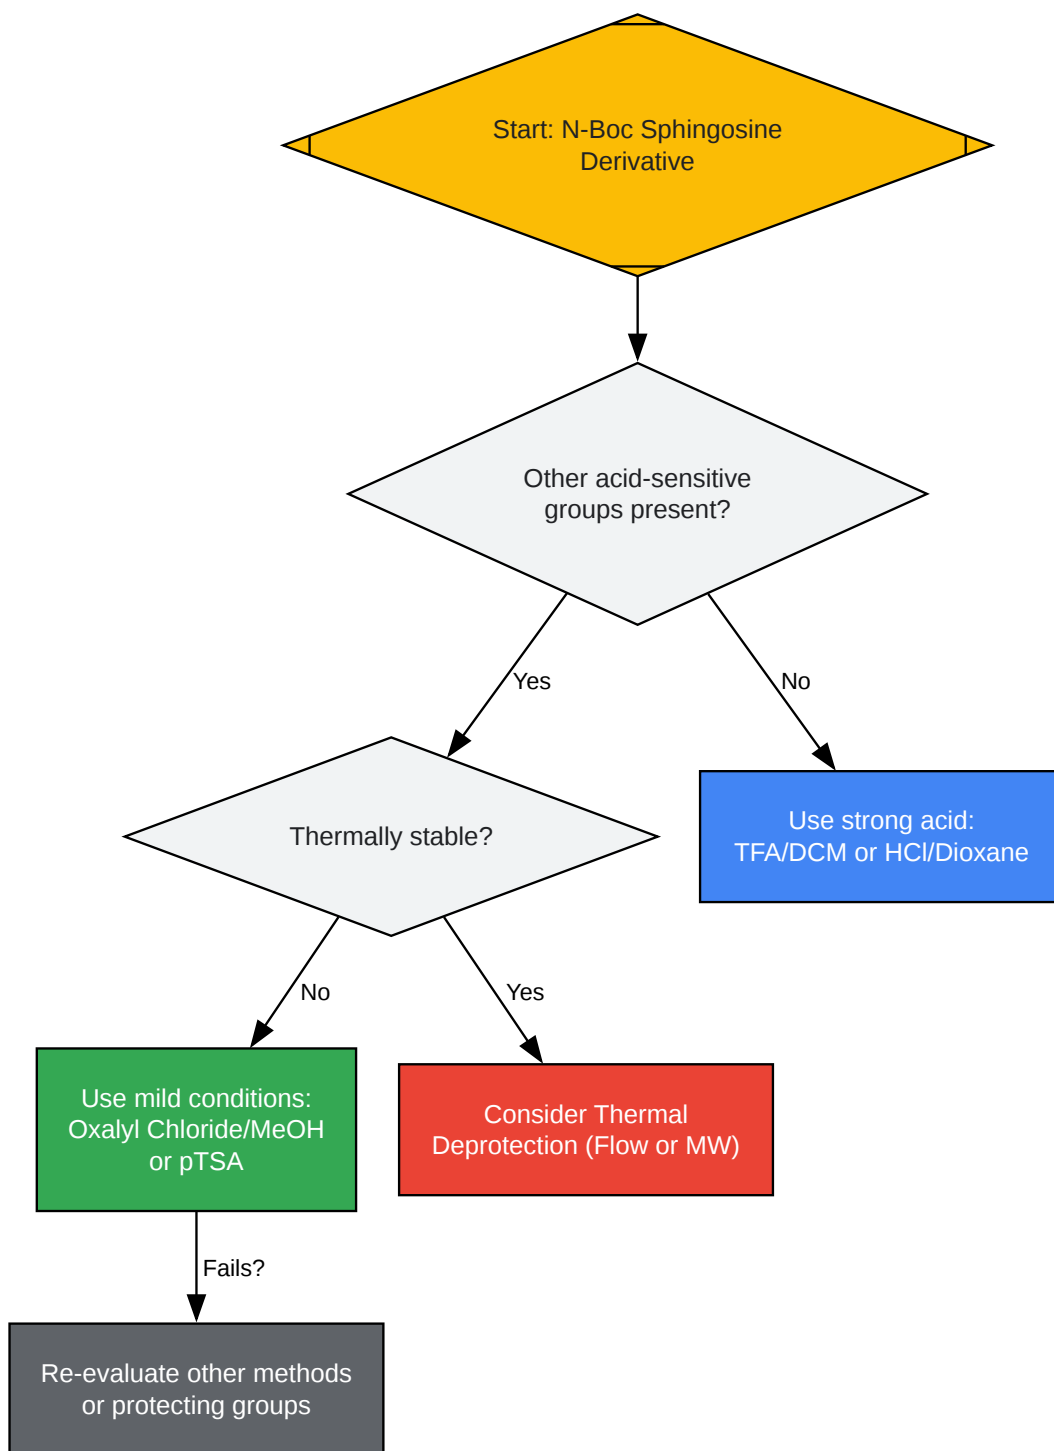 Start: N-Boc Sphingosine
Derivative
Other acid-sensitive
groups present?
Yes
No
Thermally stable?
Use strong acid:
TFA/DCM or HCl/Dioxane
No
Yes
Use mild conditions:
Oxalyl Chloride/MeOH
or pTSA
Consider Thermal
Deprotection (Flow or MW)
Fails?
Re-evaluate other methods
or protecting groups